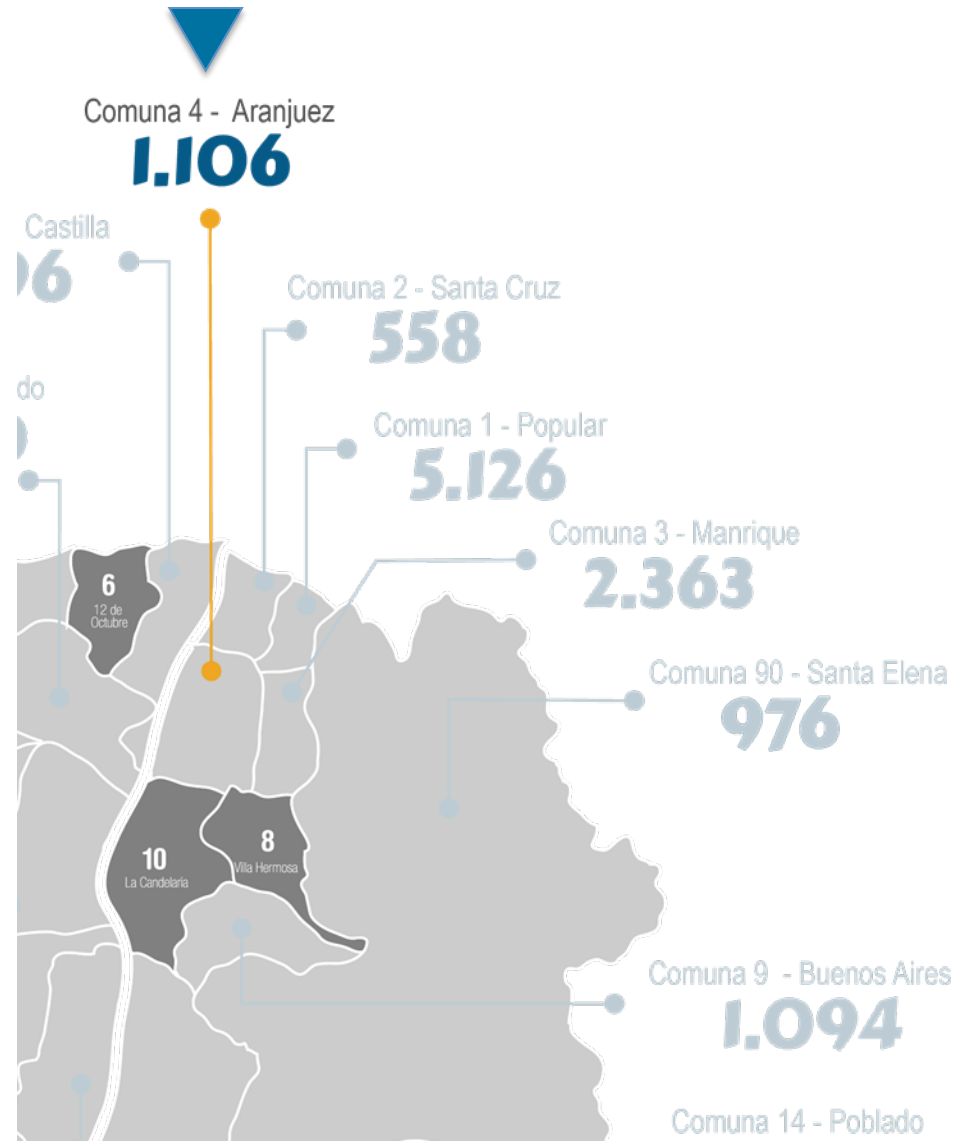 Comuna 4 - Aranjuez
1.106
Castilla
96
Comuna 2 - Santa Cruz
558
do
Comuna 1 - Popular
5.126
Comuna 3 - Manrique
2.363
6
12 de
Octubre
Comuna 90 - Santa Elena
976
10
La Candelaria
8
Villa Hermosa
Comuna 9 - Buenos Aires
1.094
Comuna 14 - Poblado